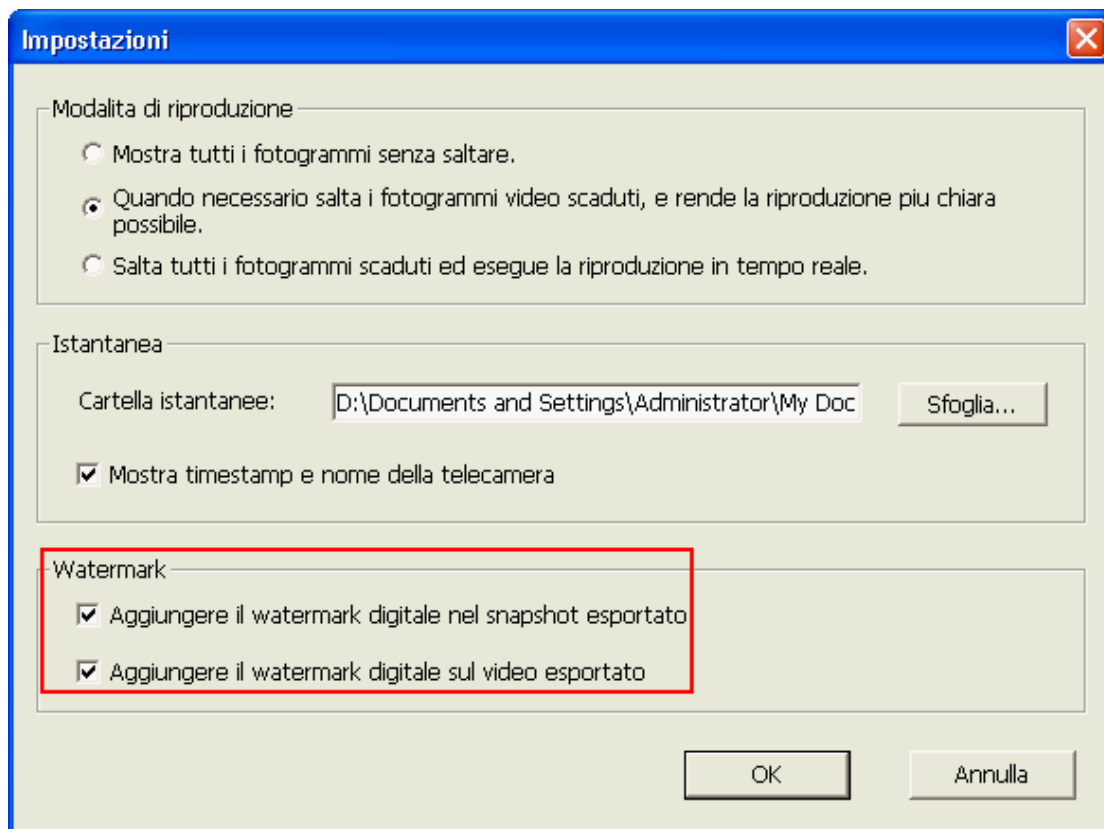 Impostazioni
Modalita di riproduzione
Mostra tutti i fotogrammi senza saltare.
Quando necessario salta i fotogrammi video scaduti, e rende la riproduzione piu chiara
possibile.
Salta tutti i fotogrammi scaduti ed esegue la riproduzione in tempo reale.
Istantanea
Cartella istantanee: D:\Documents and Settings\Administrator\My Doc Sfoglia...
Mostra timestamp e nome della telecamera
Watermark
Aggiungere il watermark digitale nel snapshot esportato
Aggiungere il watermark digitale sul video esportato
OK Annulla